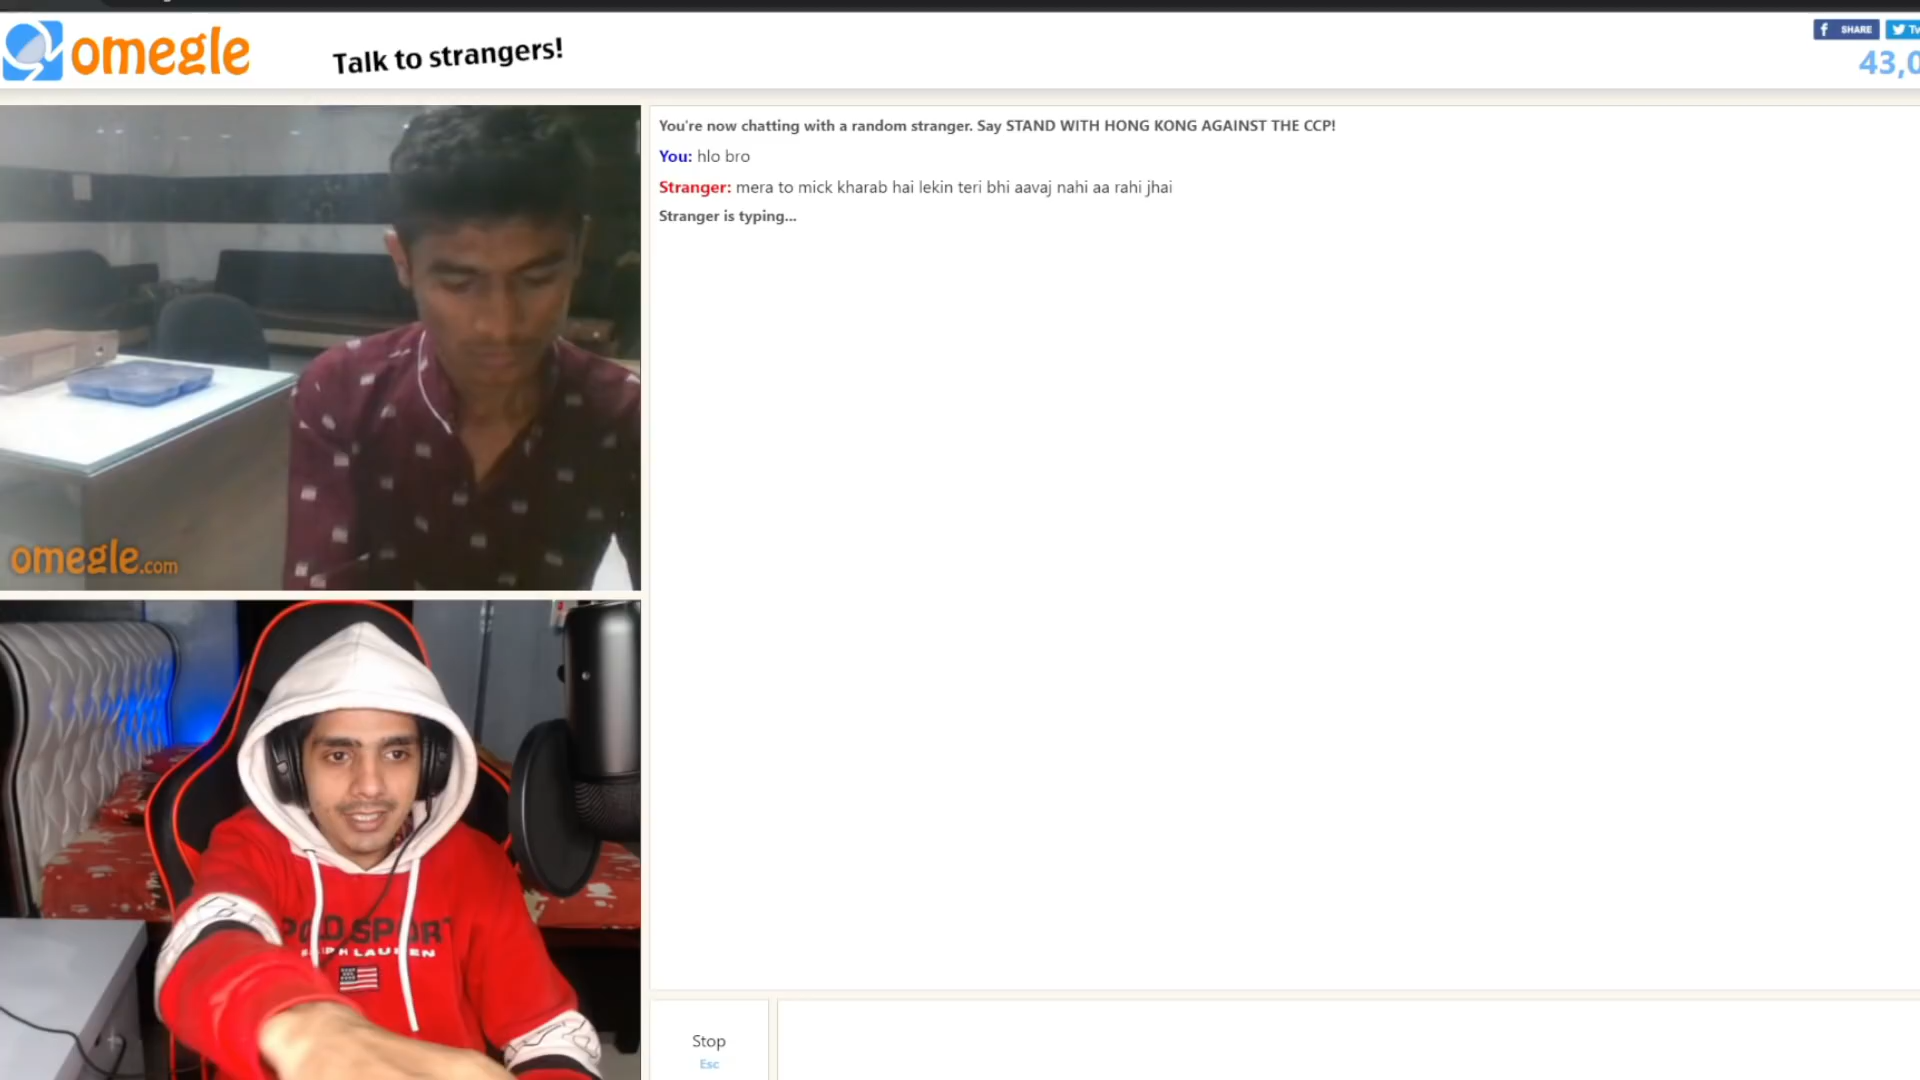 omegle
Talk to strangers!
SHARE
43,0
You're now chatting with a random stranger. Say STAND WITH HONG KONG AGAINST THE CCP!
You: hlo bro
Stranger: mera to mick kharab hai lekin teri bhi aavaj nahi aa rahi jhai
Stranger is typing...
omegle.com
Stop
Esc